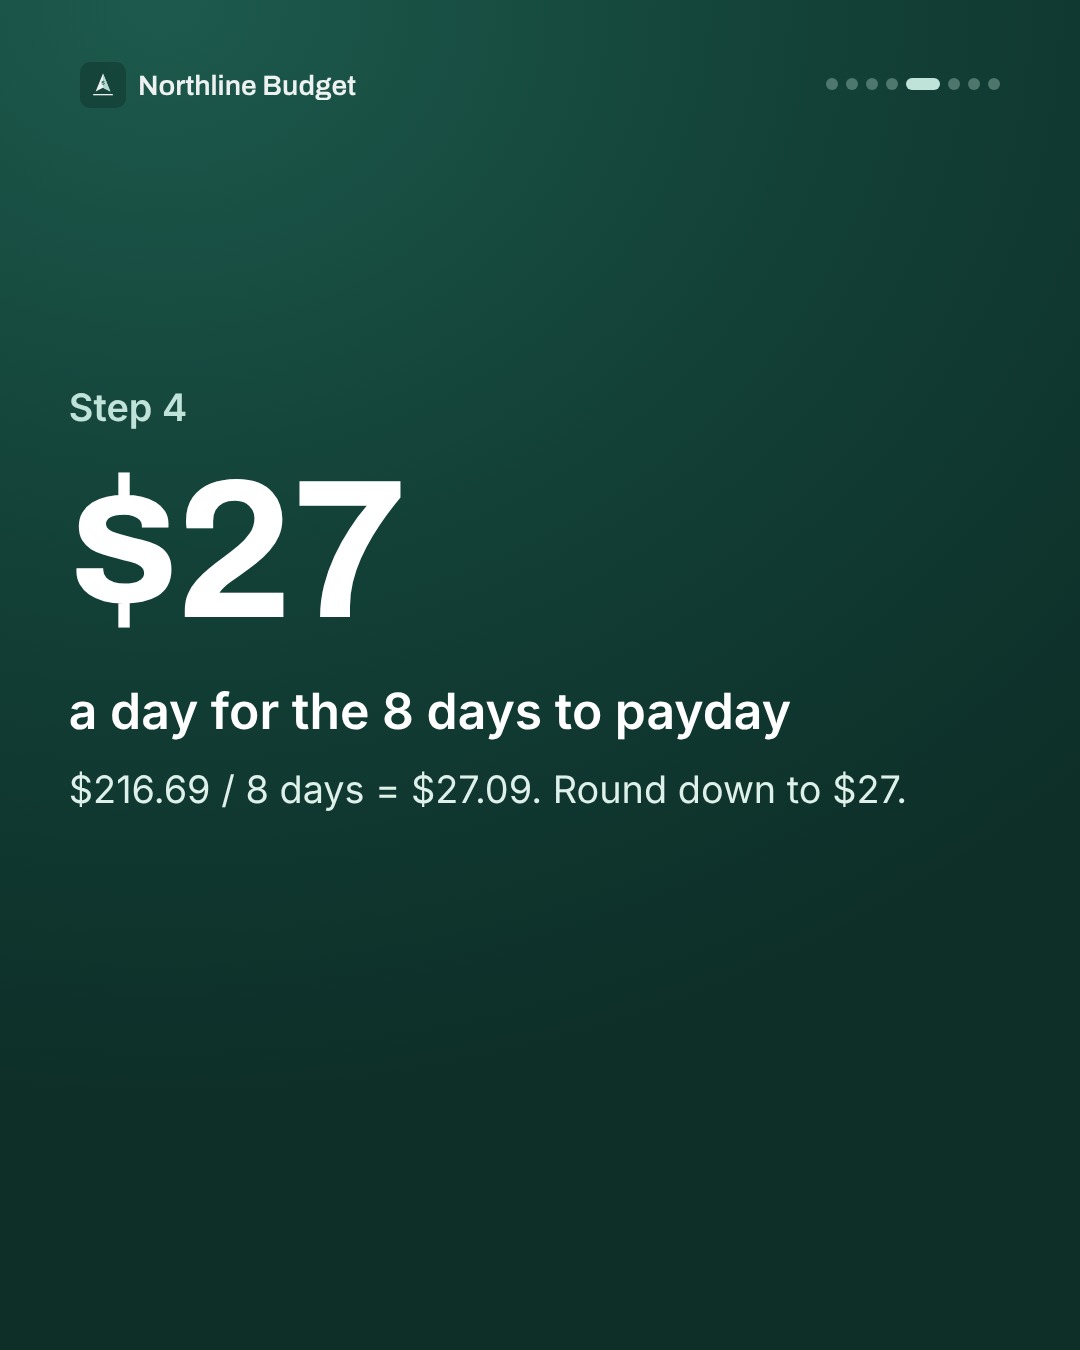 Northline Budget
Step 4
$27
a day for the 8 days to payday
$216.69 / 8 days = $27.09. Round down to $27.